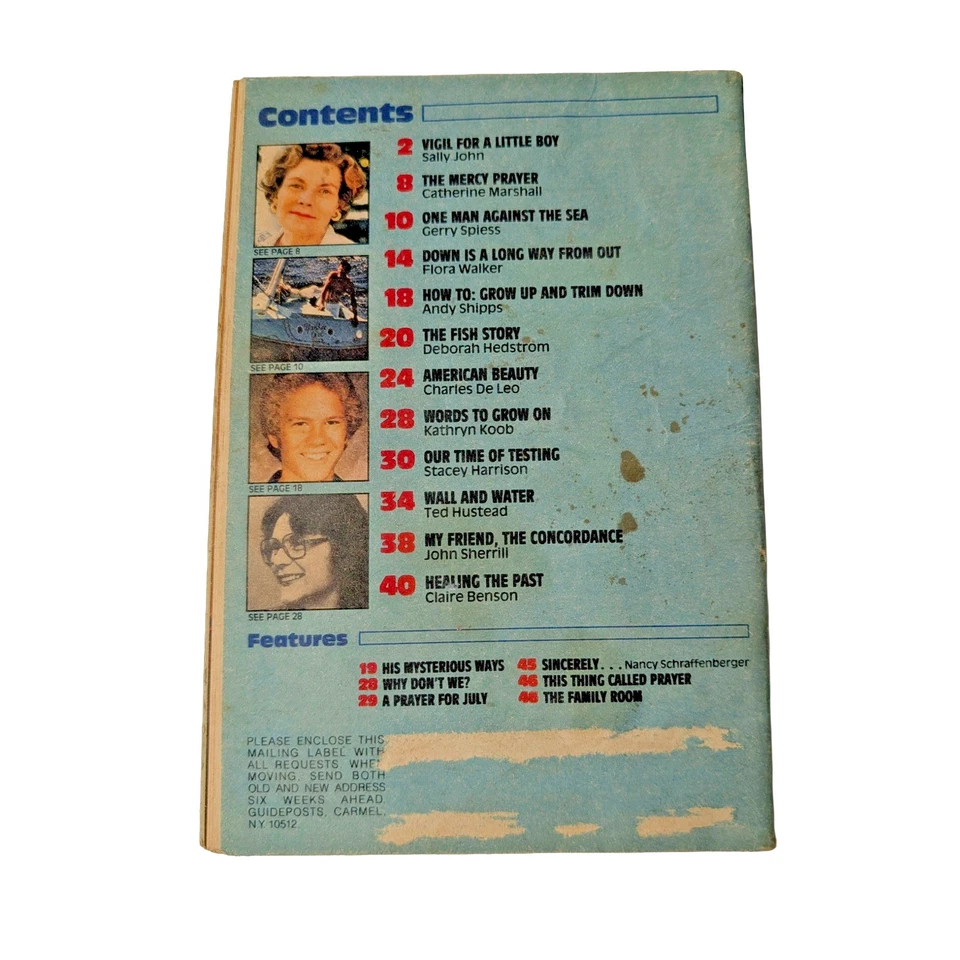 Contents
2 VIGIL FOR A LITTLE BOY
Sally John
8 THE MERCY PRAYER
Catherine Marshall
10 ONE MAN AGAINST THE SEA
Gerry Spiess
14 DOWN IS A LONG WAY FROM OUT
Flora Walker
18 HOW TO: GROW UP AND TRIM DOWN
Andy Shipps
20 THE FISH STORY
Deborah Hedstrom
24 AMERICAN BEAUTY
Charles De Leo
28 WORDS TO GROW ON
Kathryn Koob
30 OUR TIME OF TESTING
Stacey Harrison
34 WALL AND WATER
Ted Hustead
38 MY FRIEND, THE CONCORDANCE
John Sherrill
40 HEALING THE PAST
Claire Benson
SEE PAGE 8
SEE PAGE 10
SEE PAGE 18
SEE PAGE 28
Features
19 HIS MYSTERIOUS WAYS
28 WHY DON'T WE?
29 A PRAYER FOR JULY
45 SINCERELY . . . Nancy Schraffenberger
46 THIS THING CALLED PRAYER
48 THE FAMILY ROOM
PLEASE ENCLOSE THIS
MAILING LABEL WITH
ALL REQUESTS. WHEN
MOVING, SEND BOTH
OLD AND NEW ADDRESS
SIX WEEKS AHEAD.
GUIDEPOSTS, CARMEL,
N.Y. 10512.